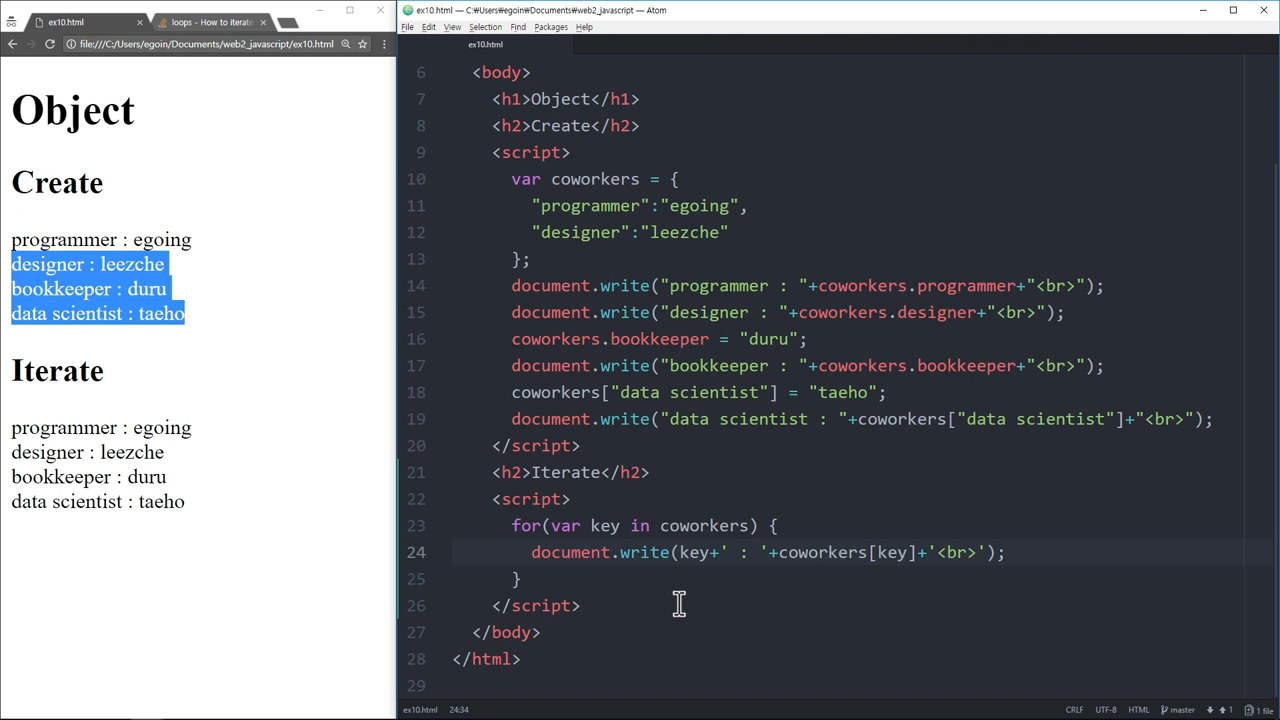 ex10.html
loops - How to iterate
file:///C:/Users/egoin/Documents/web2_javascript/ex10.html
Object
Create
programmer : egoing
designer : leezche
bookkeeper : duru
data scientist : taeho
Iterate
programmer : egoing
designer : leezche
bookkeeper : duru
data scientist : taeho
ex10.html — C:₩Users₩egoing₩Documents₩web2_javascript — Atom
File Edit View Selection Find Packages Help
ex10.html
6 <body>
7 <h1>Object</h1>
8 <h2>Create</h2>
9 <script>
10 var coworkers = {
11 "programmer":"egoing",
12 "designer":"leezche"
13 };
14 document.write("programmer : "+coworkers.programmer+"<br>");
15 document.write("designer : "+coworkers.designer+"<br>");
16 coworkers.bookkeeper = "duru";
17 document.write("bookkeeper : "+coworkers.bookkeeper+"<br>");
18 coworkers["data scientist"] = "taeho";
19 document.write("data scientist : "+coworkers["data scientist"]+"<br>");
20 </script>
21 <h2>Iterate</h2>
22 <script>
23 for(var key in coworkers) {
24 document.write(key+' : '+coworkers[key]+'<br>');
25 }
26 </script>
27 </body>
28 </html>
29
ex10.html 24:34
CRLF UTF-8 HTML master 1 1 file